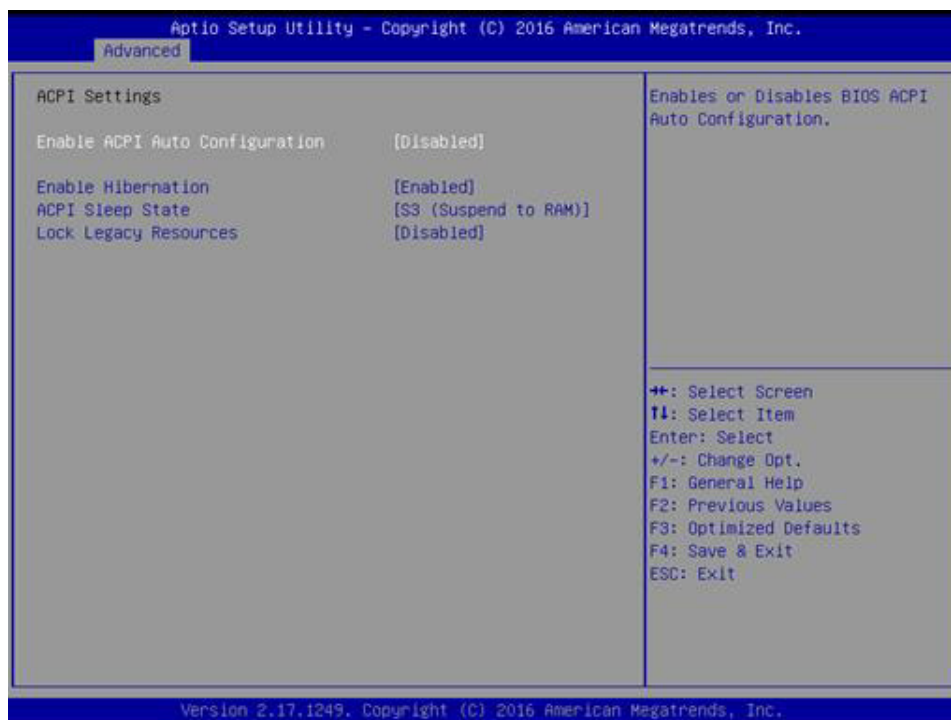 Aptio Setup Utility – Copyright (C) 2016 American Megatrends, Inc.
Advanced
ACPI Settings
Enable ACPI Auto Configuration [Disabled]
Enable Hibernation [Enabled]
ACPI Sleep State [S3 (Suspend to RAM)]
Lock Legacy Resources [Disabled]
Enables or Disables BIOS ACPI
Auto Configuration.
→←: Select Screen
↑↓: Select Item
Enter: Select
+/-: Change Opt.
F1: General Help
F2: Previous Values
F3: Optimized Defaults
F4: Save & Exit
ESC: Exit
Version 2.17.1249. Copyright (C) 2016 American Megatrends, Inc.